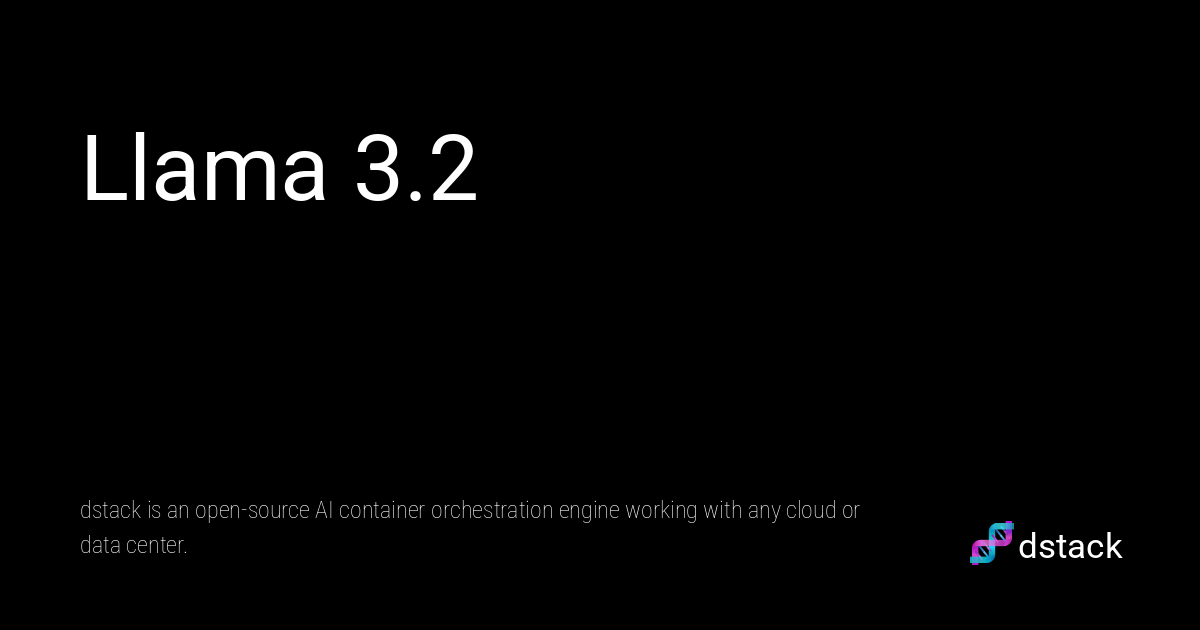 Llama 3.2
dstack is an open-source AI container orchestration engine working with any cloud or
data center.
dstack